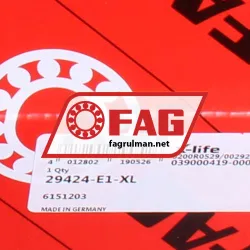 FAG
fagrulman.net
X-life
0200R0529/00292
039000419-000
4 012802 190526
1 Qty
29424-E1-XL
6151203
MADE IN GERMANY